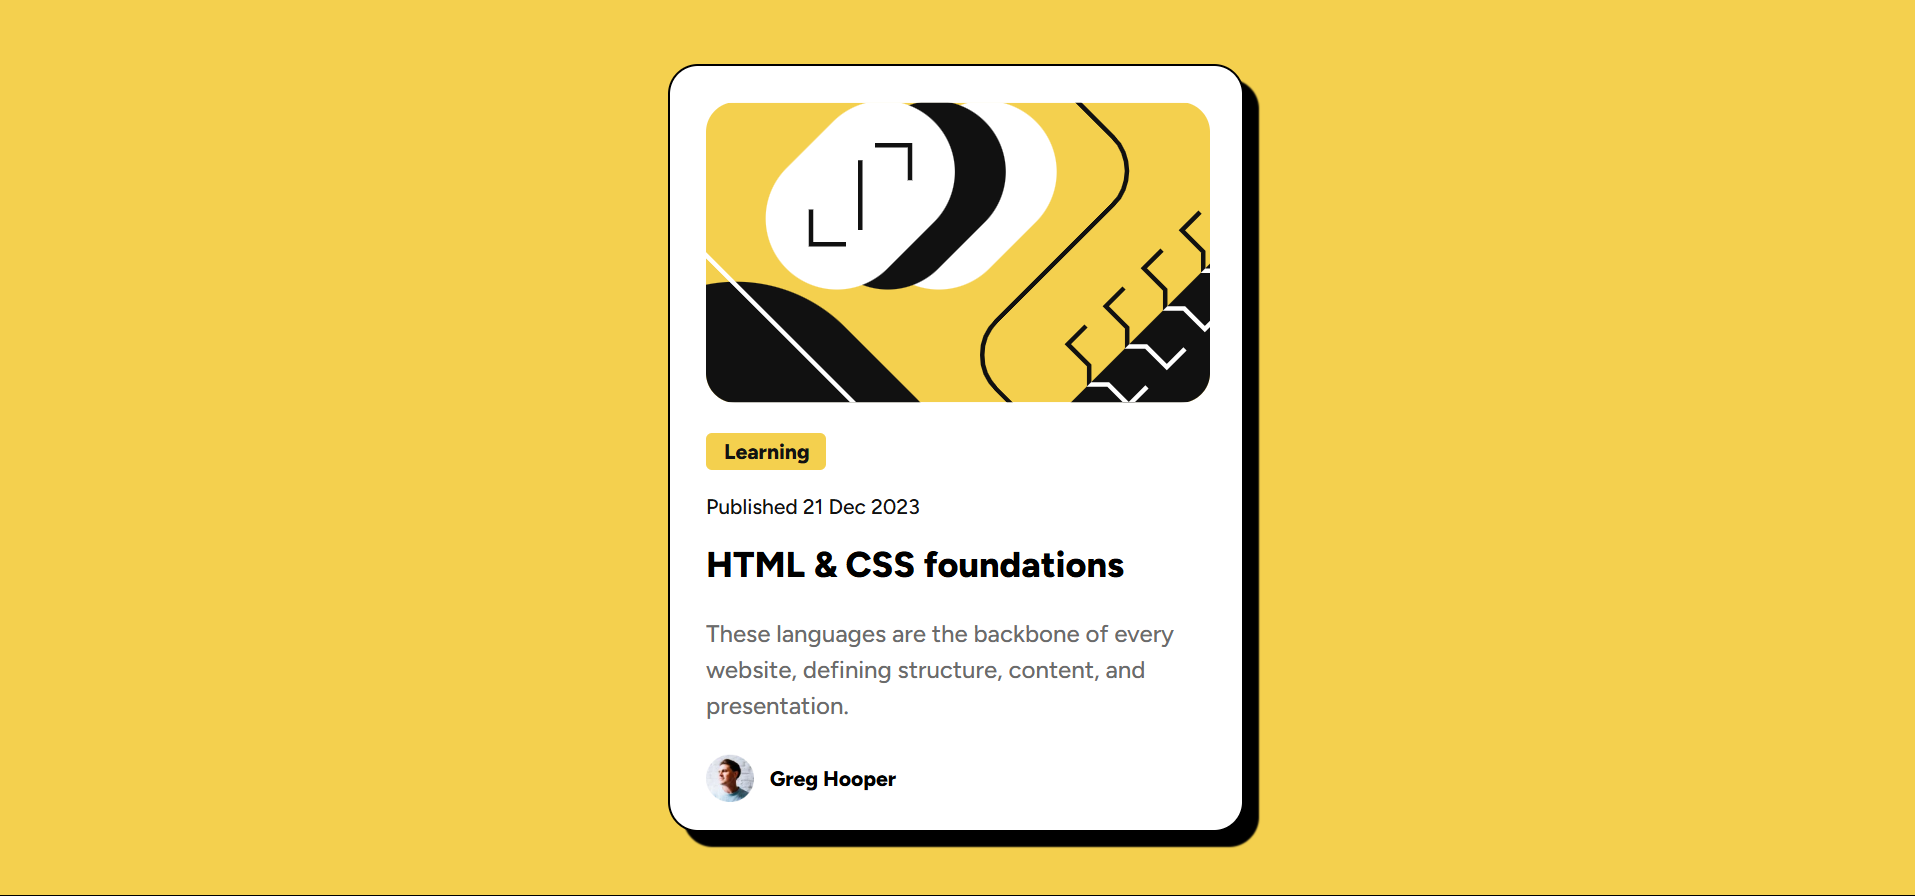 Learning
Published 21 Dec 2023
HTML & CSS foundations
These languages are the backbone of every
website, defining structure, content, and
presentation.
Greg Hooper